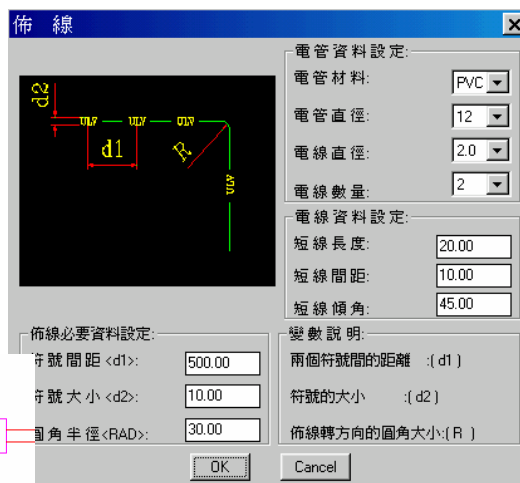 佈 線
d2
ULV ULV ULV
d1
R
ULV
電管資料設定:
電管材料: PVC
電管直徑: 12
電線直徑: 2.0
電線數量: 2
電線資料設定:
短線長度: 20.00
短線間距: 10.00
短線傾角: 45.00
佈線必要資料設定:
符號間距 <d1>: 500.00
符號大小 <d2>: 10.00
圓角半徑<RAD>: 30.00
變數說明:
兩個符號間的距離 :( d1 )
符號的大小 :( d2 )
佈線轉方向的圓角大小:( R )
OK Cancel